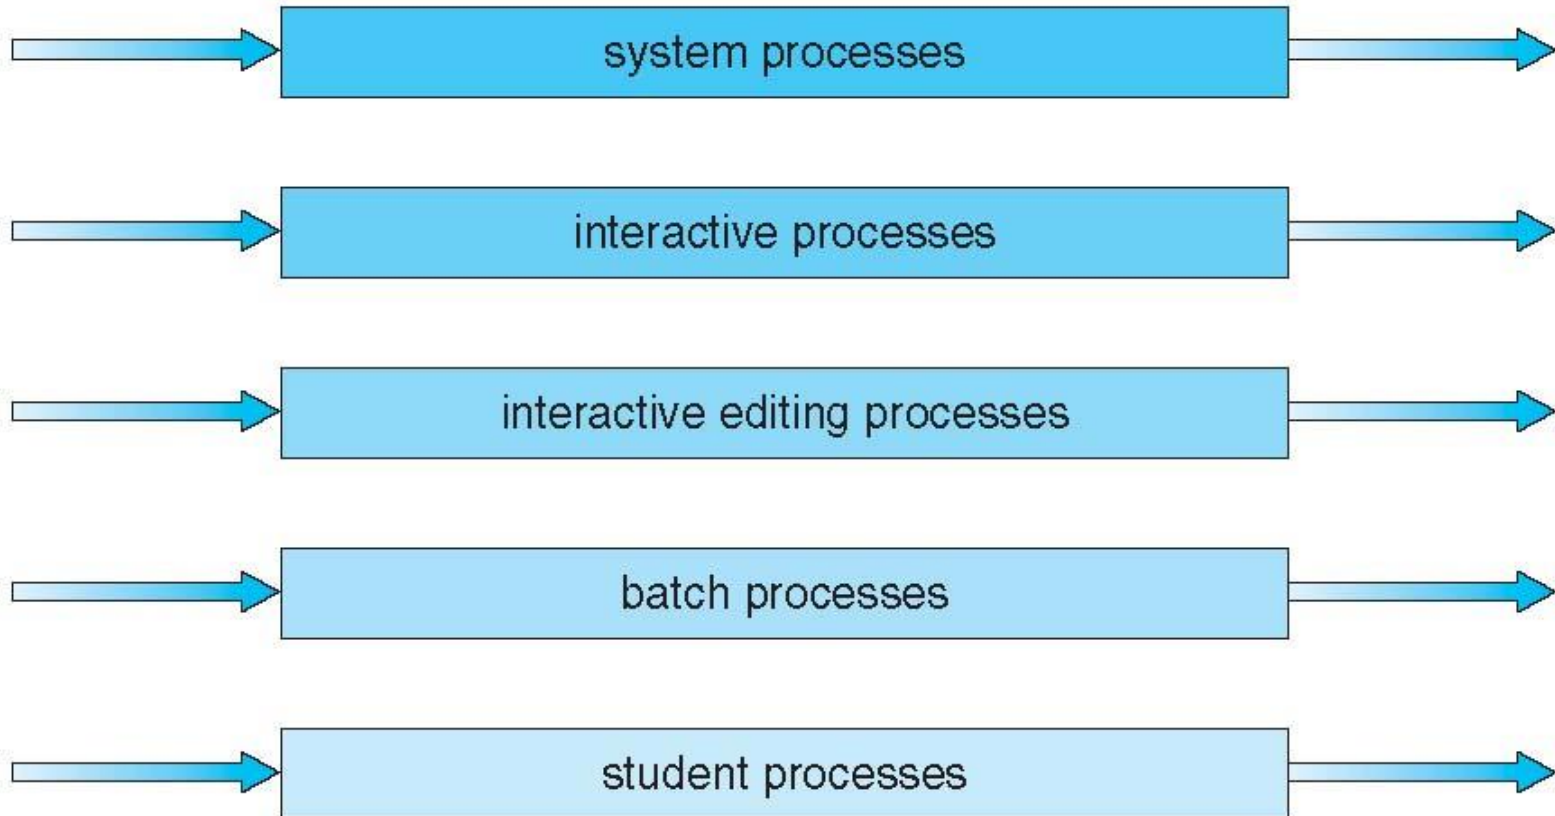 system processes
interactive processes
interactive editing processes
batch processes
student processes